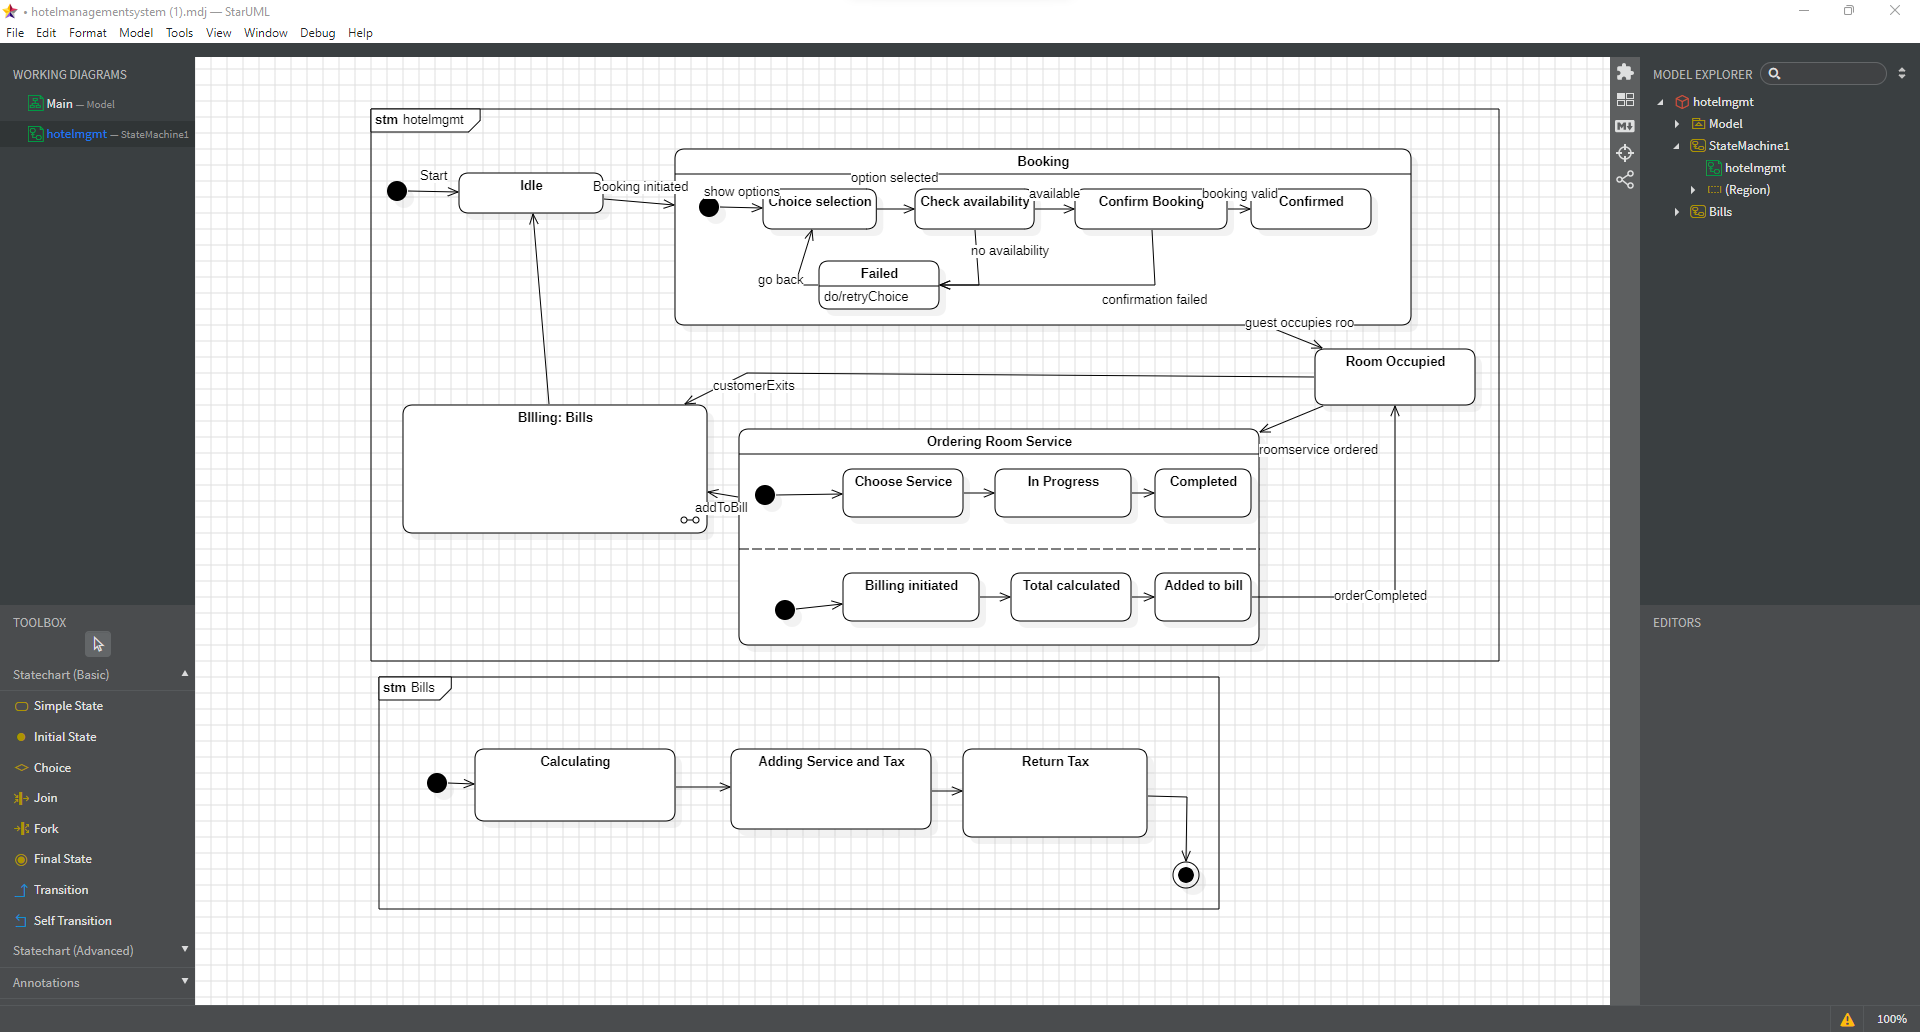 • hotelmanagementsystem (1).mdj — StarUML
File Edit Format Model Tools View Window Debug Help
WORKING DIAGRAMS
Main — Model
hotelmgmt — StateMachine1
TOOLBOX
Statechart (Basic)
Simple State
Initial State
Choice
Join
Fork
Final State
Transition
Self Transition
Statechart (Advanced)
Annotations
stm hotelmgmt
Start
Idle
Booking initiated
Booking
show options
option selected
available
booking valid
Choice selection
Check availability
Confirm Booking
Confirmed
no availability
go back
Failed
do/retryChoice
confirmation failed
guest occupies roo
Room Occupied
customerExits
BIlling: Bills
Ordering Room Service
roomservice ordered
Choose Service
In Progress
Completed
addToBill
Billing initiated
Total calculated
Added to bill
orderCompleted
stm Bills
Calculating
Adding Service and Tax
Return Tax
MODEL EXPLORER
hotelmgmt
Model
StateMachine1
hotelmgmt
(Region)
Bills
EDITORS
100%